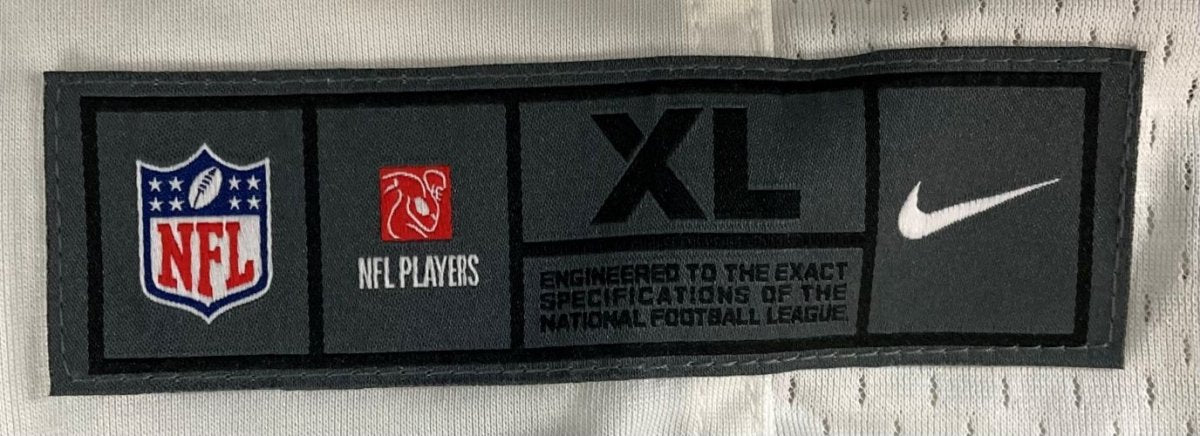 NFL
NFL PLAYERS
XL
ENGINEERED TO THE EXACT
SPECIFICATIONS OF THE
NATIONAL FOOTBALL LEAGUE.